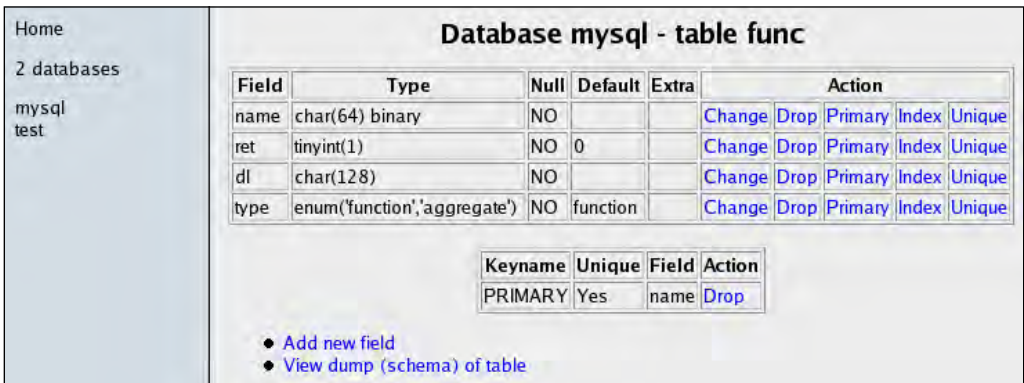 Home
2 databases
mysql
test
Database mysql - table func
Field Type Null Default Extra Action
name char(64) binary NO Change Drop Primary Index Unique
ret tinyint(1) NO 0 Change Drop Primary Index Unique
dl char(128) NO Change Drop Primary Index Unique
type enum('function','aggregate') NO function Change Drop Primary Index Unique
Keyname Unique Field Action
PRIMARY Yes name Drop
Add new field
View dump (schema) of table